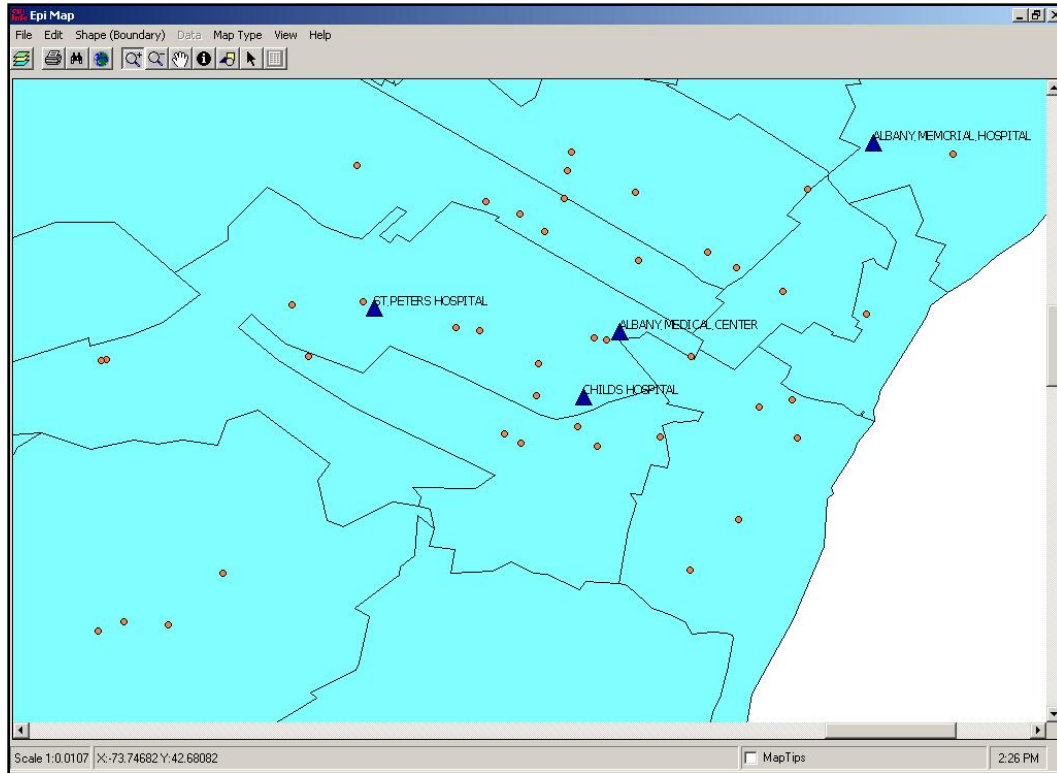 Epi Map
File Edit Shape (Boundary) Data Map Type View Help
ALBANY,MEMORIAL,HOSPITAL
ST,PETERS HOSPITAL
ALBANY,MEDICAL,CENTER
CHILDS HOSPITAL
Scale 1:0.0107 X:-73.74682 Y:42.68082 MapTips 2:26 PM